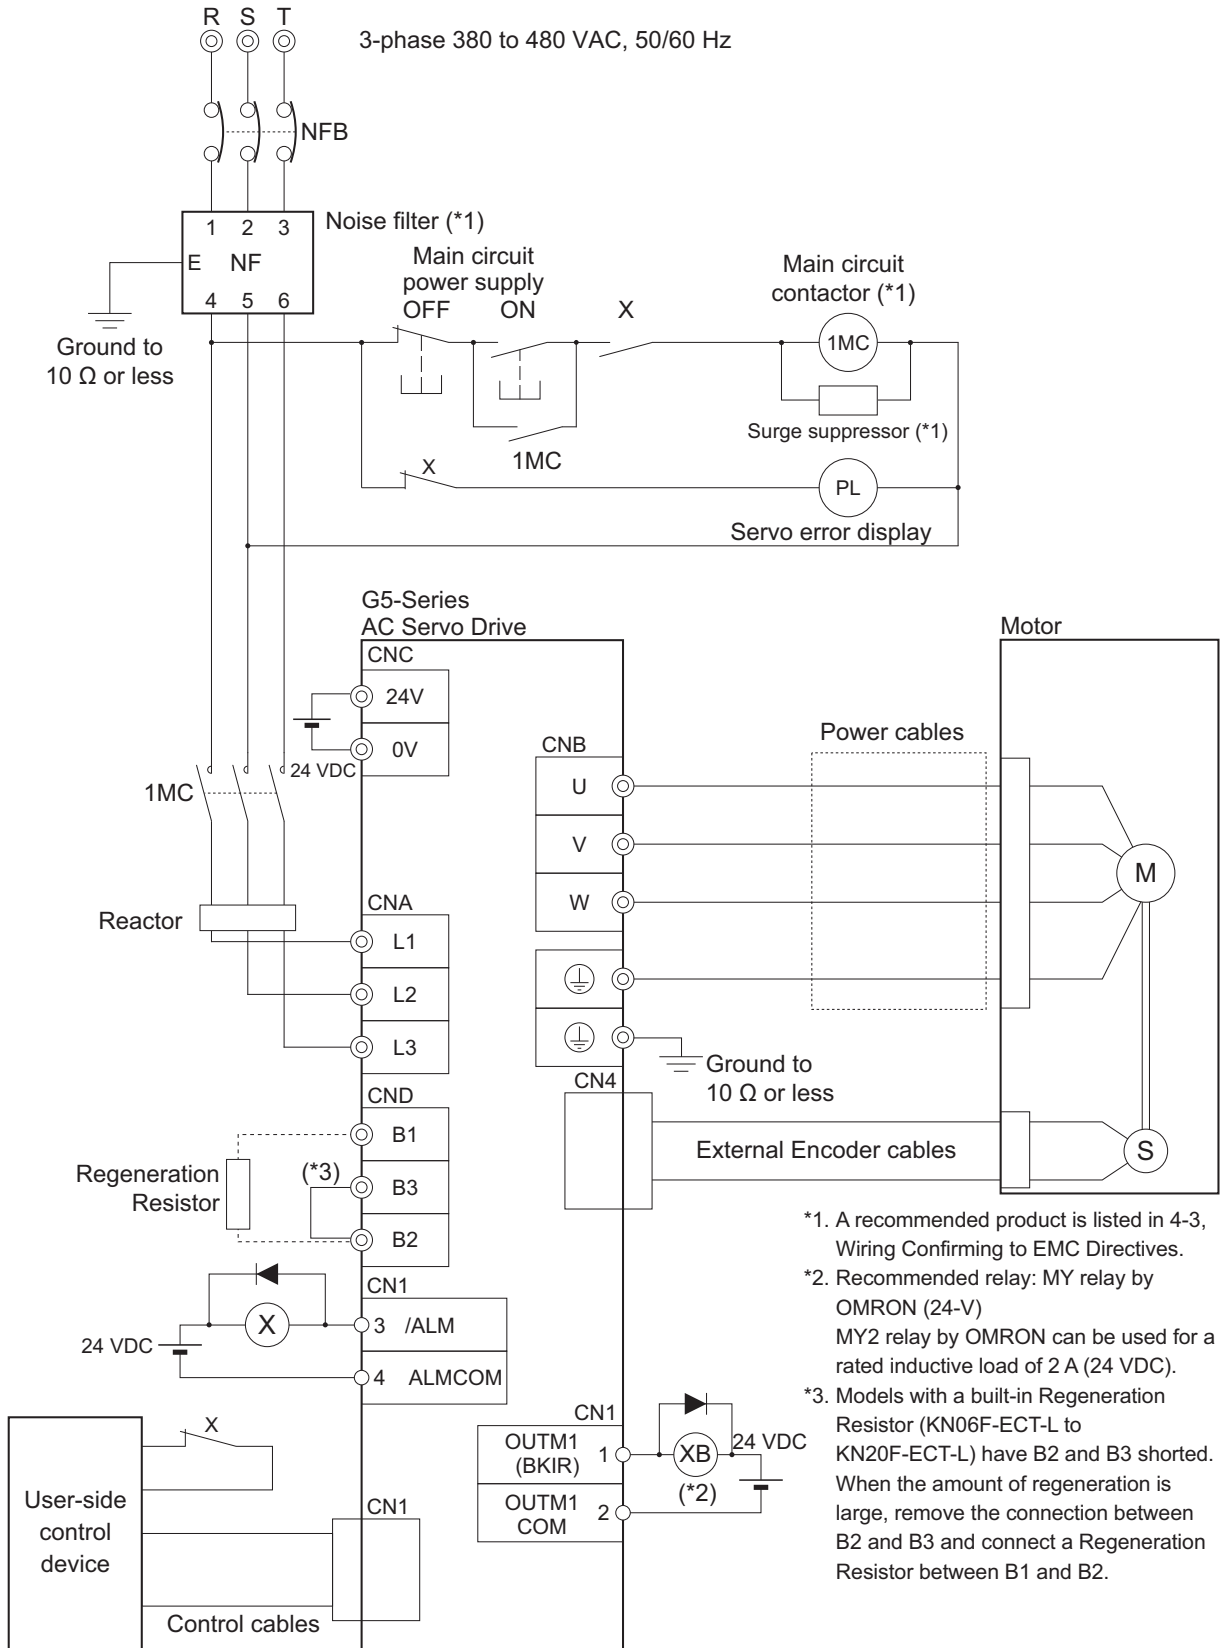 R S T
3-phase 380 to 480 VAC, 50/60 Hz
NFB
1 2 3
Noise filter (*1)
E NF
4 5 6
Ground to
10 Ω or less
Main circuit
power supply
OFF ON X
Main circuit
contactor (*1)
1MC
Surge suppressor (*1)
1MC
X
PL
Servo error display
G5-Series
AC Servo Drive
Motor
CNC
24V
0V
24 VDC
1MC
Reactor
CNA
L1
L2
L3
CNB
U
V
W
Power cables
M
Ground to
10 Ω or less
CND
B1
B3
B2
(*3)
Regeneration
Resistor
CN4
External Encoder cables
S
CN1
3 /ALM
4 ALMCOM
X
24 VDC
CN1
OUTM1
(BKIR)
1
OUTM1
COM
2
XB
(*2)
24 VDC
X
User-side
control
device
CN1
Control cables
*1. A recommended product is listed in 4-3,
Wiring Confirming to EMC Directives.
*2. Recommended relay: MY relay by
OMRON (24-V)
MY2 relay by OMRON can be used for a
rated inductive load of 2 A (24 VDC).
*3. Models with a built-in Regeneration
Resistor (KN06F-ECT-L to
KN20F-ECT-L) have B2 and B3 shorted.
When the amount of regeneration is
large, remove the connection between
B2 and B3 and connect a Regeneration
Resistor between B1 and B2.